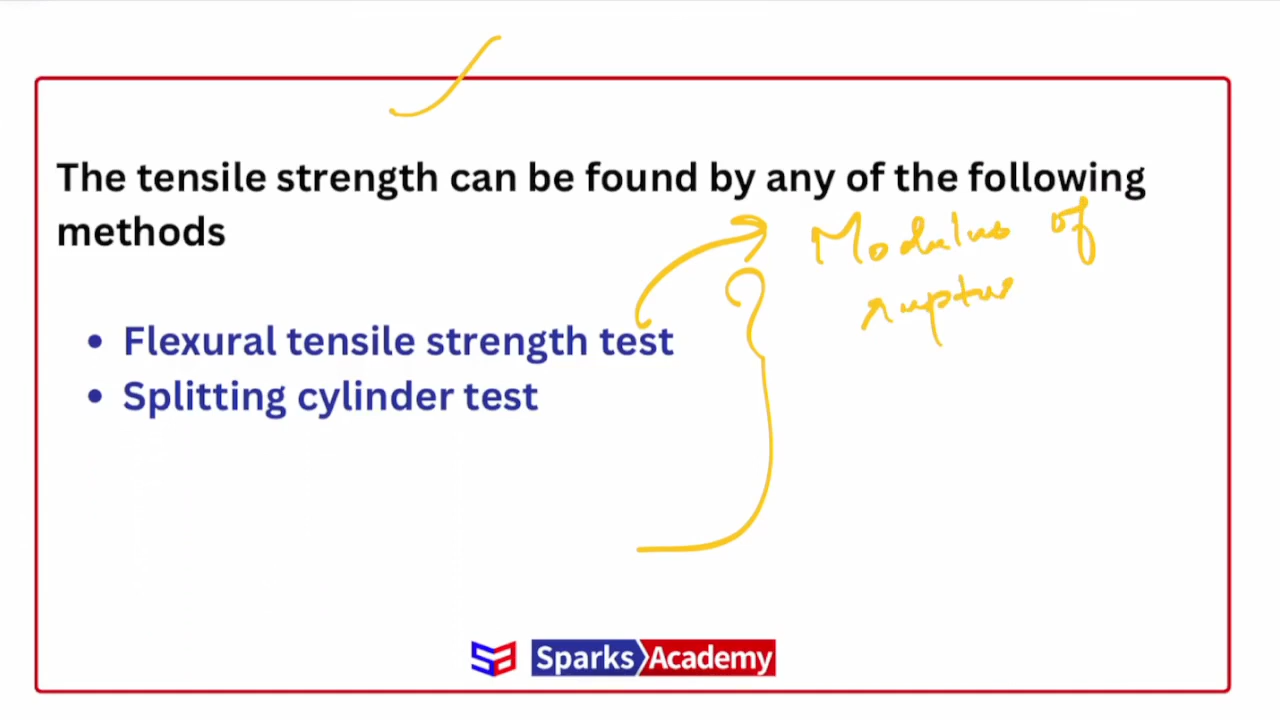 The tensile strength can be found by any of the following
methods
Modulus of
ruptur
• Flexural tensile strength test
• Splitting cylinder test
Sparks Academy